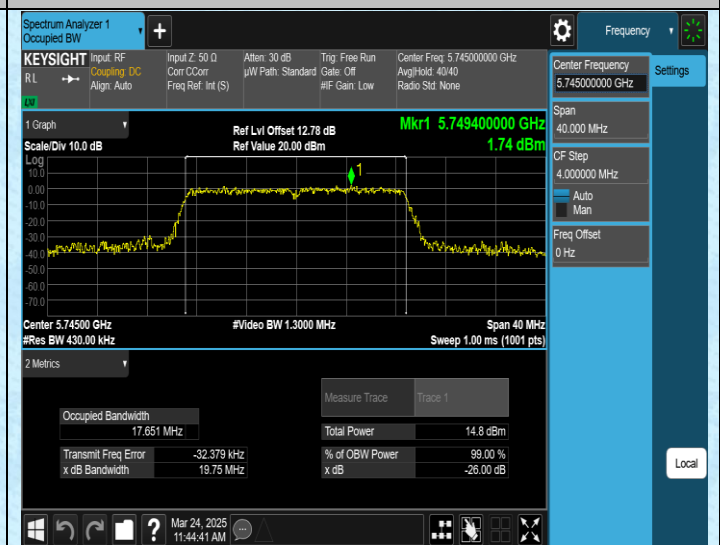 Spectrum Analyzer 1
Occupied BW
+
Frequency
KEYSIGHT
R L
LXI
Input: RF
Coupling: DC
Align: Auto
Input Z: 50 Ω
Corr CCorr
Freq Ref: Int (S)
Atten: 30 dB
µW Path: Standard
Trig: Free Run
Gate: Off
#IF Gain: Low
Center Freq: 5.745000000 GHz
Avg|Hold: 40/40
Radio Std: None
Center Frequency
5.745000000 GHz
Settings
Span
40.000 MHz
CF Step
4.000000 MHz
Auto
Man
Freq Offset
0 Hz
1 Graph
Scale/Div 10.0 dB
Ref Lvl Offset 12.78 dB
Ref Value 20.00 dBm
Mkr1 5.749400000 GHz
1.74 dBm
Log
10.0
0.00
-10.0
-20.0
-30.0
-40.0
-50.0
-60.0
-70.0
1
Center 5.74500 GHz
#Res BW 430.00 kHz
#Video BW 1.3000 MHz
Span 40 MHz
Sweep 1.00 ms (1001 pts)
2 Metrics
Measure Trace
Trace 1
Occupied Bandwidth
17.651 MHz
Total Power
14.8 dBm
Transmit Freq Error
-32.379 kHz
% of OBW Power
99.00 %
x dB Bandwidth
19.75 MHz
x dB
-26.00 dB
Local
?
Mar 24, 2025
11:44:41 AM